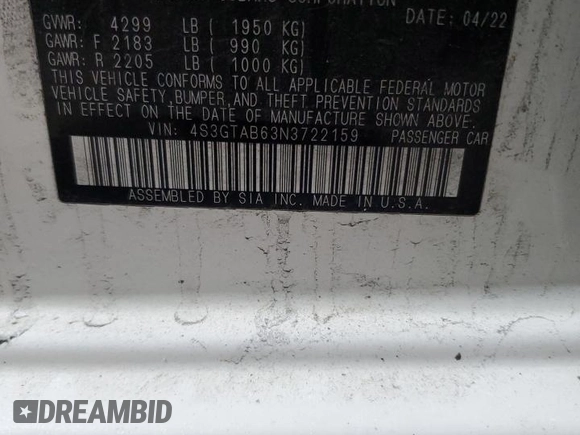 CORPORATION
GVWR: 4299 LB ( 1950 KG) DATE: 04/22
GAWR: F 2183 LB ( 990 KG)
GAWR: R 2205 LB ( 1000 KG)
THIS VEHICLE CONFORMS TO ALL APPLICABLE FEDERAL MOTOR
VEHICLE SAFETY, BUMPER, AND THEFT PREVENTION STANDARDS
IN EFFECT ON THE DATE OF MANUFACTURE SHOWN ABOVE.
VIN: 4S3GTAB63N3722159 PASSENGER CAR
ASSEMBLED BY SIA INC. MADE IN U.S.A.
DREAMBID